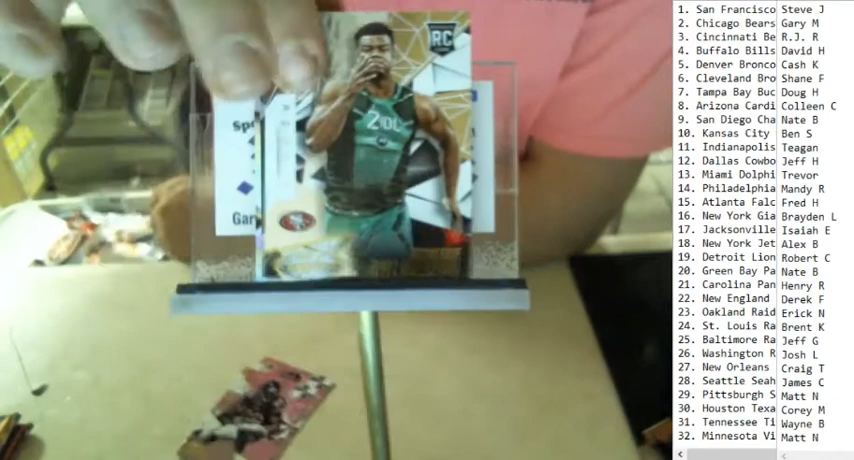 RC
2 DL
Sp
Gar
1. San Francisco Steve J
2. Chicago Bears Gary M
3. Cincinnati Be R.J. R
4. Buffalo Bills David H
5. Denver Bronco Cash K
6. Cleveland Bro Shane F
7. Tampa Bay Buc Doug H
8. Arizona Cardi Colleen C
9. San Diego Cha Nate B
10. Kansas City Ben S
11. Indianapolis Teagan
12. Dallas Cowbo Jeff H
13. Miami Dolphi Trevor
14. Philadelphia Mandy R
15. Atlanta Falc Fred H
16. New York Gia Brayden L
17. Jacksonville Isaiah E
18. New York Jet Alex B
19. Detroit Lion Robert C
20. Green Bay Pa Nate B
21. Carolina Pan Henry R
22. New England Derek F
23. Oakland Raid Erick N
24. St. Louis Ra Brent K
25. Baltimore Ra Jeff G
26. Washington R Josh L
27. New Orleans Craig T
28. Seattle Seah James C
29. Pittsburgh S Matt N
30. Houston Texa Corey M
31. Tennessee Ti Wayne B
32. Minnesota Vi Matt N